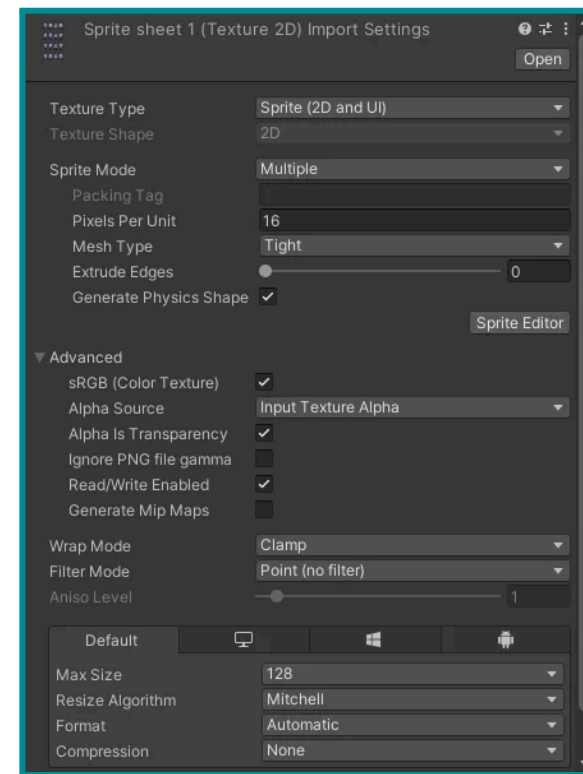 Sprite sheet 1 (Texture 2D) Import Settings
Open
Texture Type Sprite (2D and UI)
Texture Shape 2D
Sprite Mode Multiple
Packing Tag
Pixels Per Unit 16
Mesh Type Tight
Extrude Edges 0
Generate Physics Shape
Sprite Editor
Advanced
sRGB (Color Texture)
Alpha Source Input Texture Alpha
Alpha Is Transparency
Ignore PNG file gamma
Read/Write Enabled
Generate Mip Maps
Wrap Mode Clamp
Filter Mode Point (no filter)
Aniso Level 1
Default
Max Size 128
Resize Algorithm Mitchell
Format Automatic
Compression None